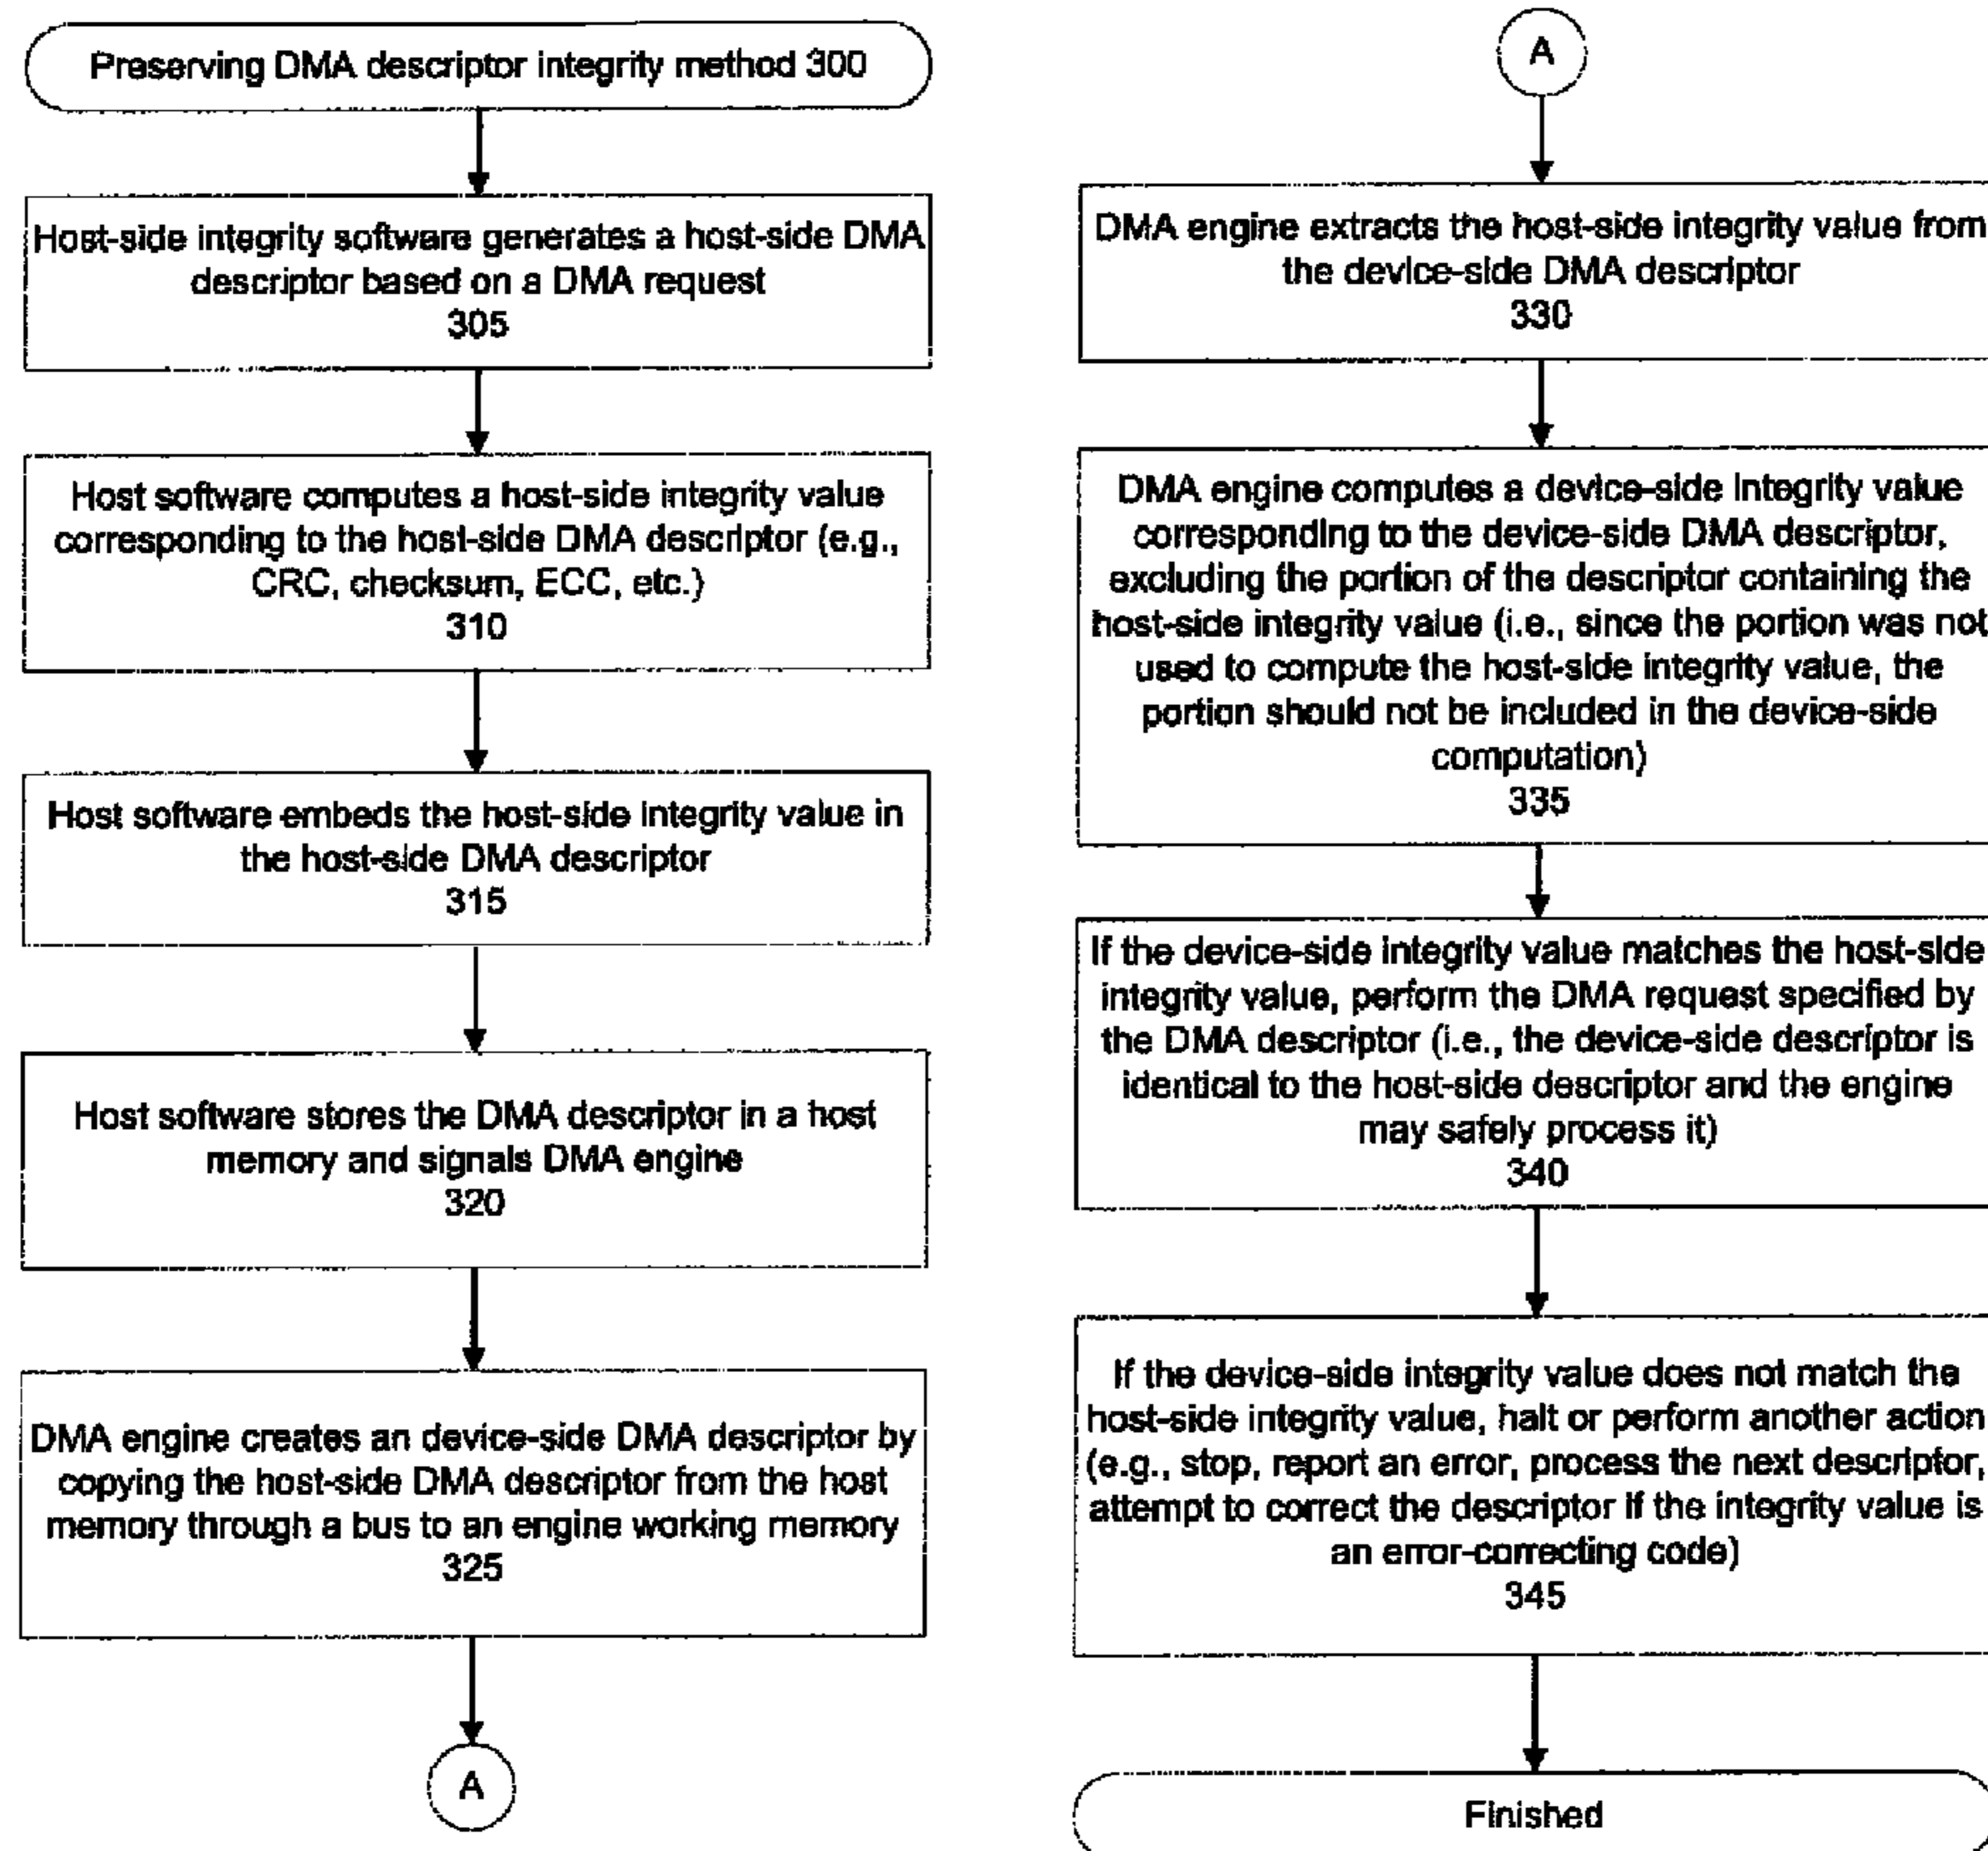 Preserving DMA descriptor integrity method 300
Host-side integrity software generates a host-side DMA
descriptor based on a DMA request
305
Host software computes a host-side integrity value
corresponding to the host-side DMA descriptor (e.g.,
CRC, checksum, ECC, etc.)
310
Host software embeds the host-side integrity value in
the host-side DMA descriptor
315
Host software stores the DMA descriptor in a host
memory and signals DMA engine
320
DMA engine creates an device-side DMA descriptor by
copying the host-side DMA descriptor from the host
memory through a bus to an engine working memory
325
A
A
DMA engine extracts the host-side integrity value from
the device-side DMA descriptor
330
DMA engine computes a device-side integrity value
corresponding to the device-side DMA descriptor,
excluding the portion of the descriptor containing the
host-side integrity value (i.e., since the portion was not
used to compute the host-side integrity value, the
portion should not be included in the device-side
computation)
335
If the device-side integrity value matches the host-side
integrity value, perform the DMA request specified by
the DMA descriptor (i.e., the device-side descriptor is
identical to the host-side descriptor and the engine
may safely process it)
340
If the device-side integrity value does not match the
host-side integrity value, halt or perform another action
(e.g., stop, report an error, process the next descriptor,
attempt to correct the descriptor if the integrity value is
an error-correcting code)
345
Finished